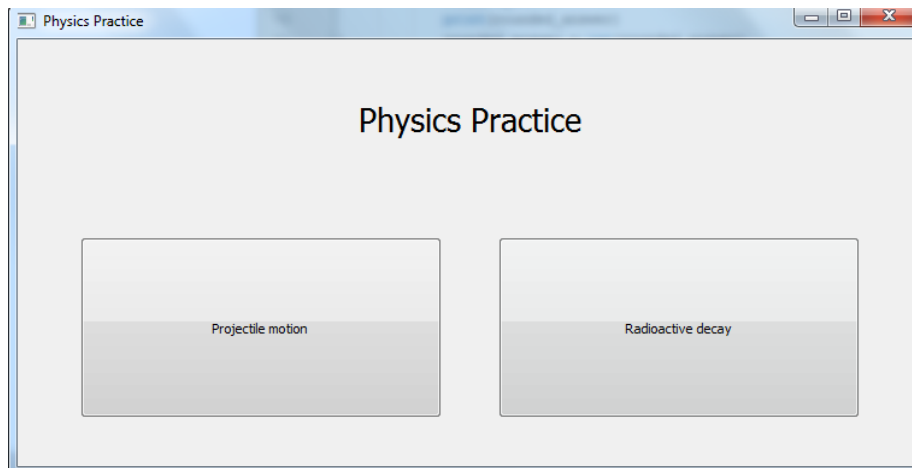 Physics Practice
Physics Practice
Projectile motion
Radioactive decay